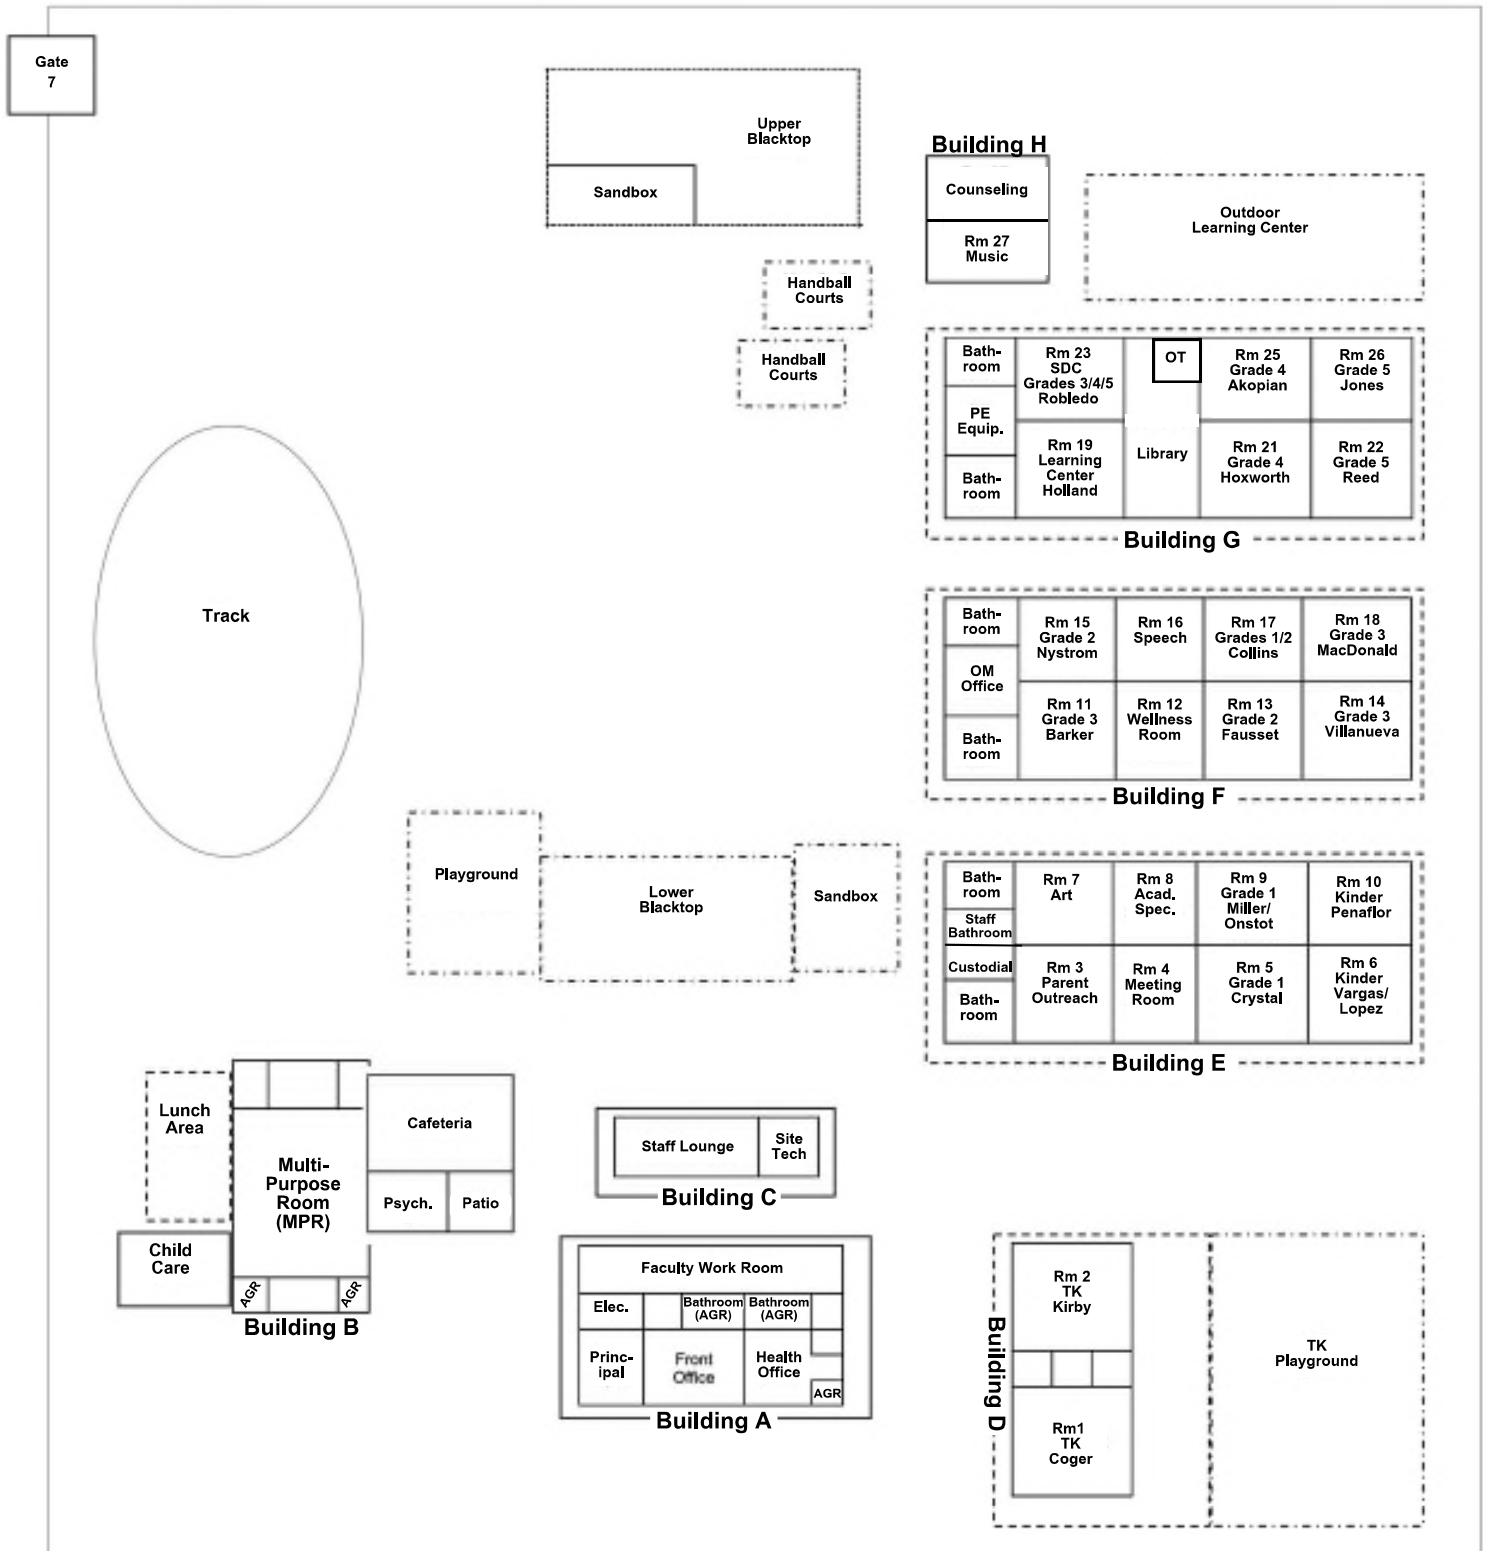 Gate
7
Upper
Blacktop
Sandbox
Building H
Counseling
Rm 27
Music
Outdoor
Learning Center
Handball
Courts
Handball
Courts
Bath-
room
PE
Equip.
Bath-
room
Rm 23
SDC
Grades 3/4/5
Robledo
Rm 19
Learning
Center
Holland
OT
Library
Rm 25
Grade 4
Akopian
Rm 26
Grade 5
Jones
Rm 21
Grade 4
Hoxworth
Rm 22
Grade 5
Reed
Building G
Track
Bath-
room
OM
Office
Bath-
room
Rm 15
Grade 2
Nystrom
Rm 16
Speech
Rm 17
Grades 1/2
Collins
Rm 18
Grade 3
MacDonald
Rm 11
Grade 3
Barker
Rm 12
Wellness
Room
Rm 13
Grade 2
Fausset
Rm 14
Grade 3
Villanueva
Building F
Playground
Lower
Blacktop
Sandbox
Bath-
room
Staff
Bathroom
Custodial
Bath-
room
Rm 7
Art
Rm 8
Acad.
Spec.
Rm 9
Grade 1
Miller/
Onstot
Rm 10
Kinder
Penaflor
Rm 3
Parent
Outreach
Rm 4
Meeting
Room
Rm 5
Grade 1
Crystal
Rm 6
Kinder
Vargas/
Lopez
Building E
Lunch
Area
Multi-
Purpose
Room
(MPR)
Cafeteria
Psych.
Patio
Child
Care
AGR
AGR
Building B
Staff Lounge
Site
Tech
Building C
Faculty Work Room
Elec.
Bathroom
(AGR)
Bathroom
(AGR)
Princ-
ipal
Front
Office
Health
Office
AGR
Building A
Building D
Rm 2
TK
Kirby
Rm1
TK
Coger
TK
Playground